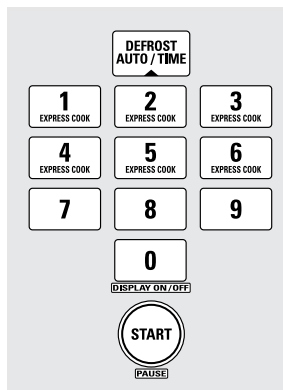 DEFROST
AUTO / TIME
1 2 3
EXPRESS COOK EXPRESS COOK EXPRESS COOK
4 5 6
EXPRESS COOK EXPRESS COOK EXPRESS COOK
7 8 9
0
DISPLAY ON/OFF
START
PAUSE